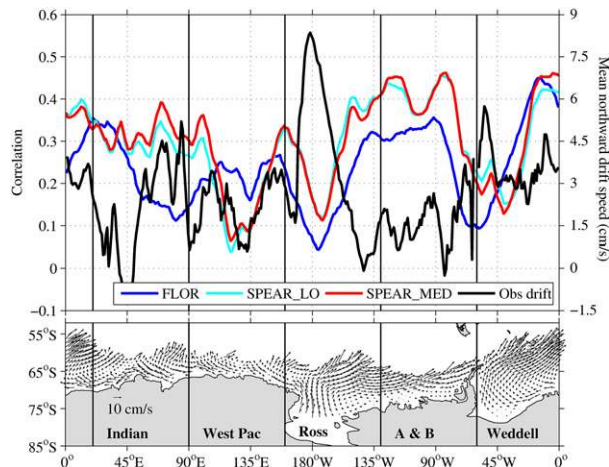 0.6
0.5
0.4
0.3
0.2
0.1
0
−0.1
Correlation
9
7.5
6
4.5
3
1.5
0
−1.5
Mean northward drift speed (cm/s)
FLOR SPEAR_LO SPEAR_MED Obs drift
55°S
65°S
75°S
85°S
10 cm/s
Indian West Pac Ross A & B Weddell
0° 45°E 90°E 135°E 180°W 135°W 90°W 45°W 0°